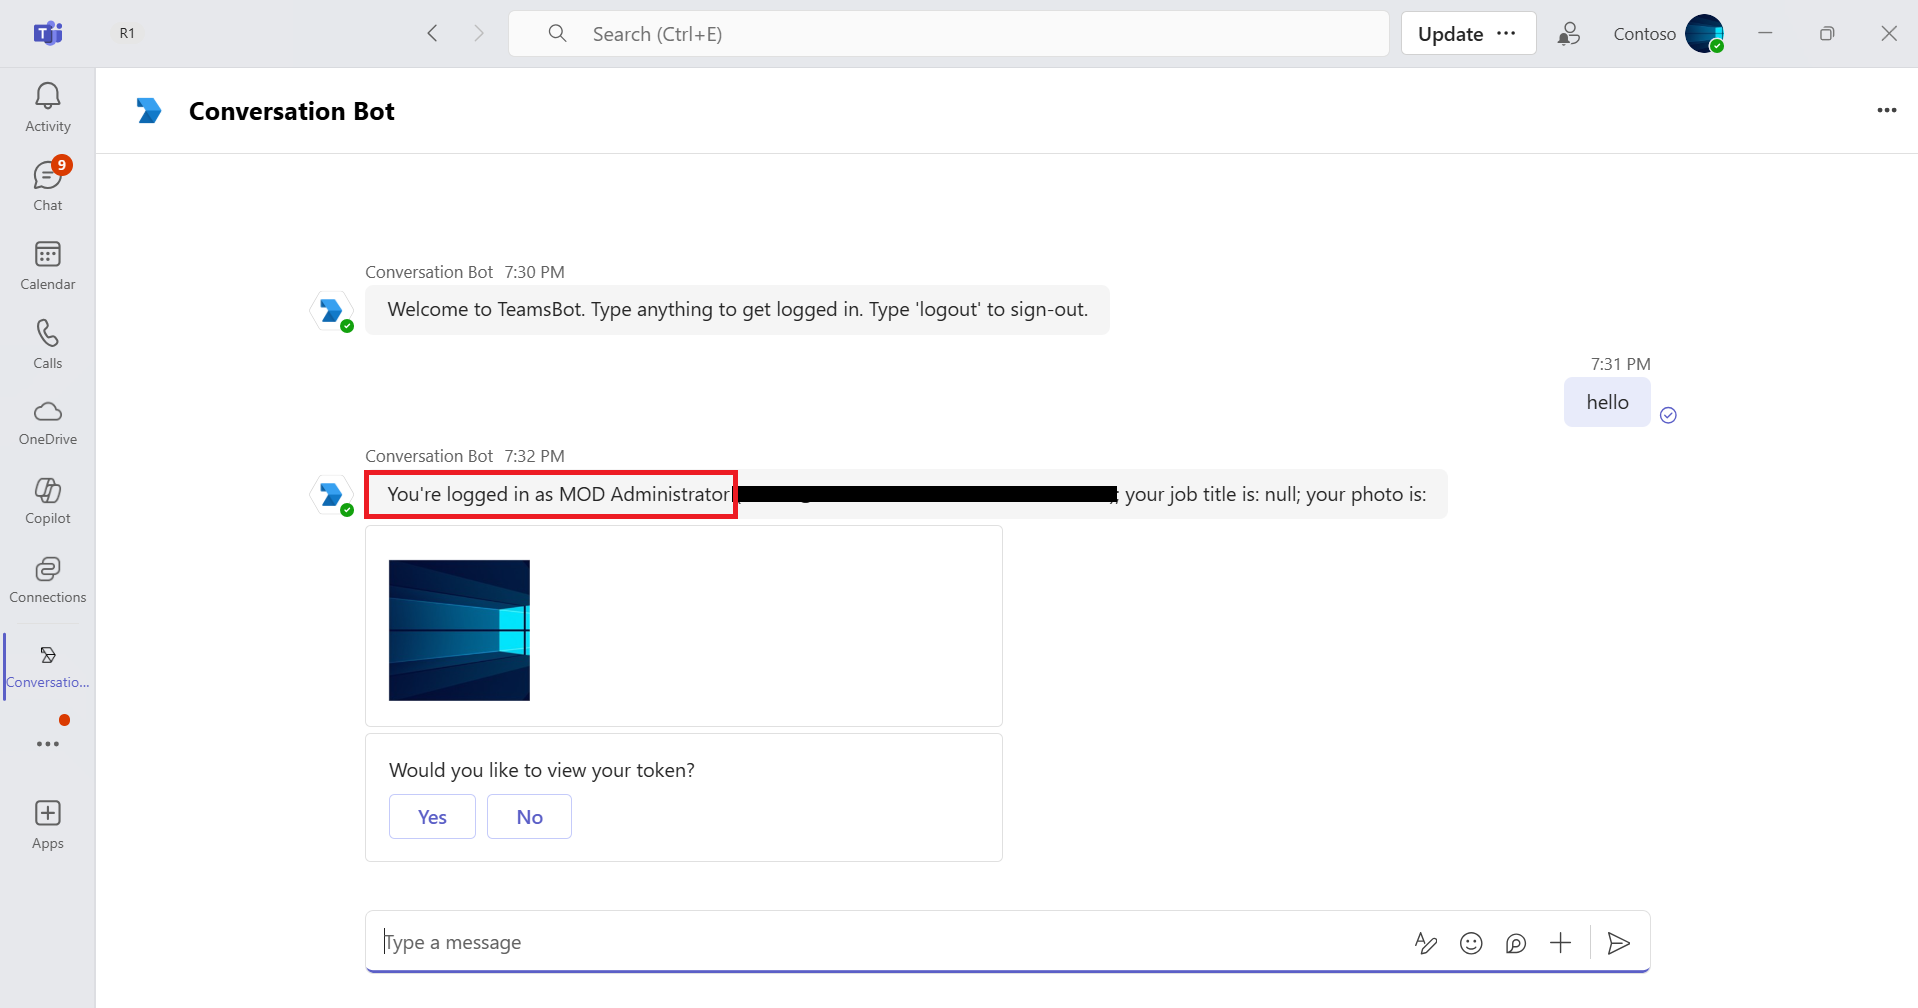 R1
Search (Ctrl+E)
Update
Contoso
Activity
9
Chat
Calendar
Calls
OneDrive
Copilot
Connections
Conversatio...
Apps
Conversation Bot
Conversation Bot 7:30 PM
Welcome to TeamsBot. Type anything to get logged in. Type 'logout' to sign-out.
7:31 PM
hello
Conversation Bot 7:32 PM
You're logged in as MOD Administrator ; your job title is: null; your photo is:
Would you like to view your token?
Yes No
Type a message